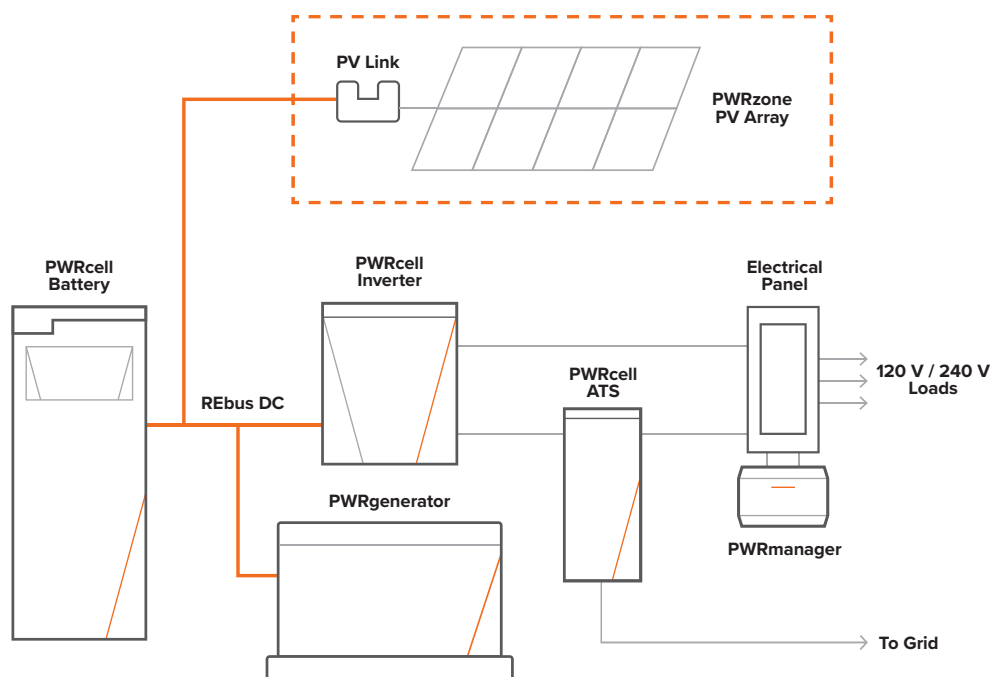 PV Link
PWRzone
PV Array
PWRcell
Battery
PWRcell
Inverter
Electrical
Panel
PWRcell
ATS
120 V / 240 V
Loads
REbus DC
PWRgenerator
PWRmanager
To Grid